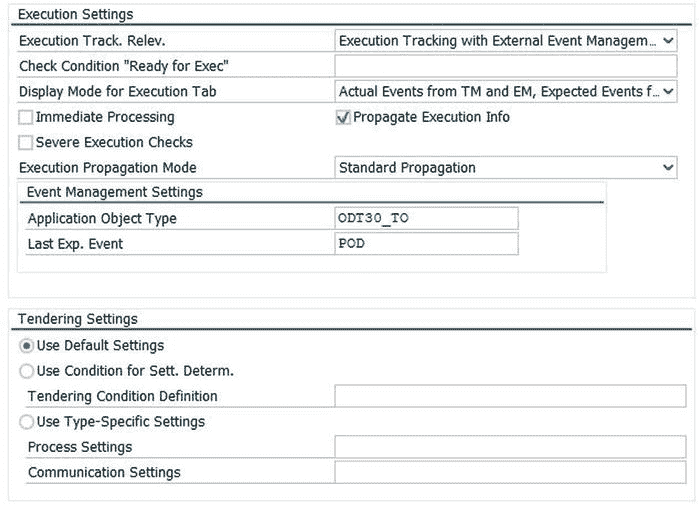 Execution Settings
Execution Track. Relev. Execution Tracking with External Event Managem...
Check Condition "Ready for Exec"
Display Mode for Execution Tab Actual Events from TM and EM, Expected Events f...
Immediate Processing Propagate Execution Info
Severe Execution Checks
Execution Propagation Mode Standard Propagation
Event Management Settings
Application Object Type ODT30_TO
Last Exp. Event POD
Tendering Settings
Use Default Settings
Use Condition for Sett. Determ.
Tendering Condition Definition
Use Type-Specific Settings
Process Settings
Communication Settings